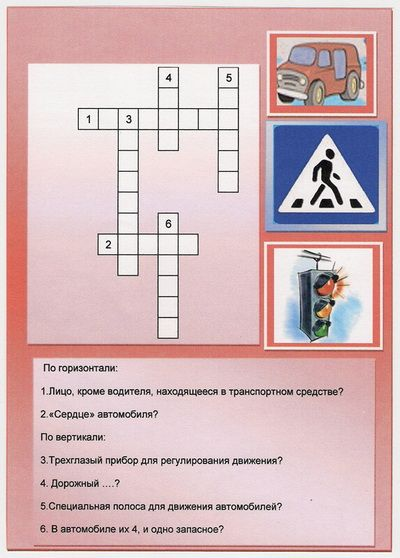 4
5
1
3
6
2
По горизонтали:
1.Лицо, кроме водителя, находящееся в транспортном средстве?
2.«Сердце» автомобиля?
По вертикали:
3.Трехглазый прибор для регулирования движения?
4. Дорожный ….?
5.Специальная полоса для движения автомобилей?
6. В автомобиле их 4, и одно запасное?